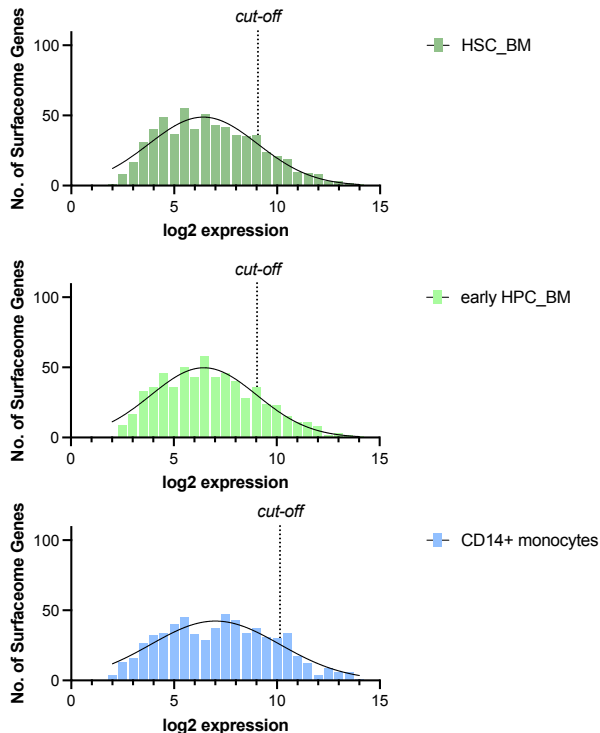 cut-off
No. of Surfaceome Genes
100
50
0
0 5 10 15
log2 expression
HSC_BM
cut-off
No. of Surfaceome Genes
100
50
0
0 5 10 15
log2 expression
early HPC_BM
cut-off
No. of Surfaceome Genes
100
50
0
0 5 10 15
log2 expression
CD14+ monocytes